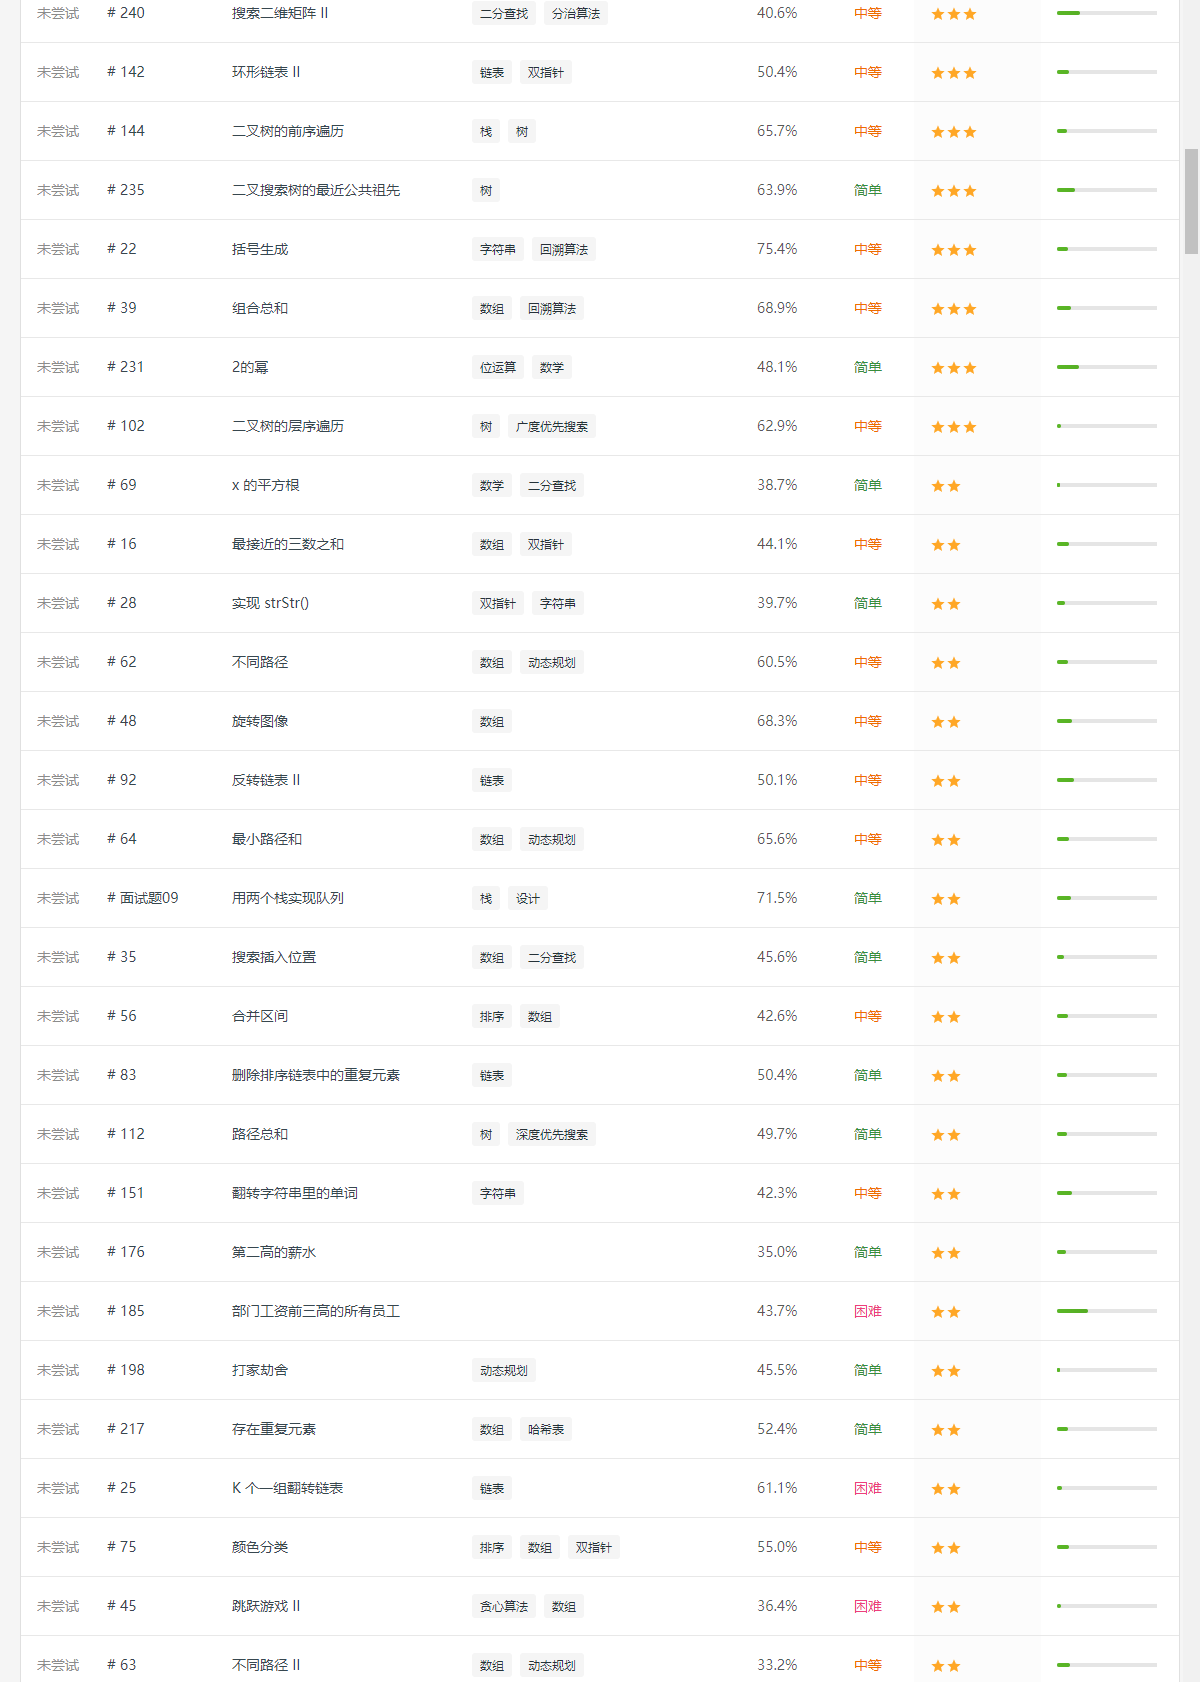 未尝试 # 240 搜索二维矩阵 II 二分查找 分治算法 40.6% 中等
未尝试 # 142 环形链表 II 链表 双指针 50.4% 中等
未尝试 # 144 二叉树的前序遍历 栈 树 65.7% 中等
未尝试 # 235 二叉搜索树的最近公共祖先 树 63.9% 简单
未尝试 # 22 括号生成 字符串 回溯算法 75.4% 中等
未尝试 # 39 组合总和 数组 回溯算法 68.9% 中等
未尝试 # 231 2的幂 位运算 数学 48.1% 简单
未尝试 # 102 二叉树的层序遍历 树 广度优先搜索 62.9% 中等
未尝试 # 69 x 的平方根 数学 二分查找 38.7% 简单
未尝试 # 16 最接近的三数之和 数组 双指针 44.1% 中等
未尝试 # 28 实现 strStr() 双指针 字符串 39.7% 简单
未尝试 # 62 不同路径 数组 动态规划 60.5% 中等
未尝试 # 48 旋转图像 数组 68.3% 中等
未尝试 # 92 反转链表 II 链表 50.1% 中等
未尝试 # 64 最小路径和 数组 动态规划 65.6% 中等
未尝试 # 面试题09 用两个栈实现队列 栈 设计 71.5% 简单
未尝试 # 35 搜索插入位置 数组 二分查找 45.6% 简单
未尝试 # 56 合并区间 排序 数组 42.6% 中等
未尝试 # 83 删除排序链表中的重复元素 链表 50.4% 简单
未尝试 # 112 路径总和 树 深度优先搜索 49.7% 简单
未尝试 # 151 翻转字符串里的单词 字符串 42.3% 中等
未尝试 # 176 第二高的薪水 35.0% 简单
未尝试 # 185 部门工资前三高的所有员工 43.7% 困难
未尝试 # 198 打家劫舍 动态规划 45.5% 简单
未尝试 # 217 存在重复元素 数组 哈希表 52.4% 简单
未尝试 # 25 K 个一组翻转链表 链表 61.1% 困难
未尝试 # 75 颜色分类 排序 数组 双指针 55.0% 中等
未尝试 # 45 跳跃游戏 II 贪心算法 数组 36.4% 困难
未尝试 # 63 不同路径 II 数组 动态规划 33.2% 中等